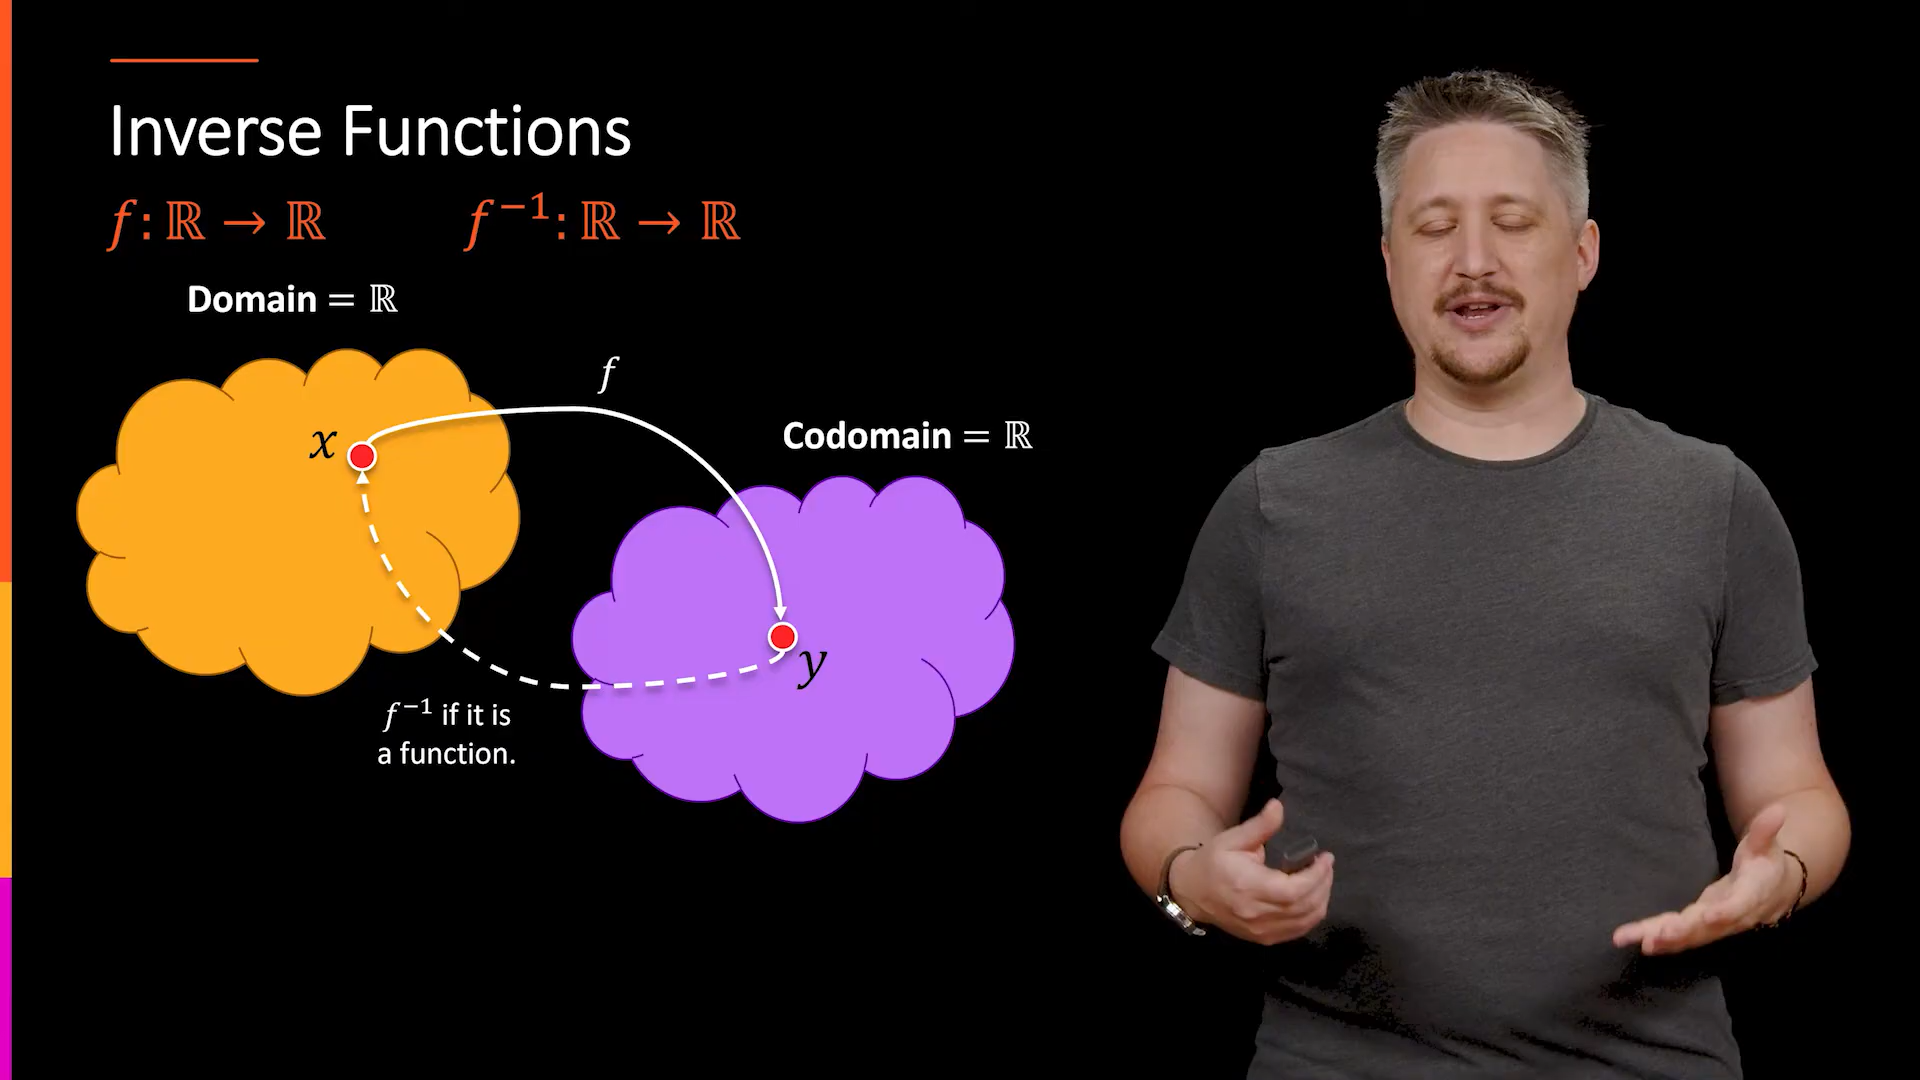 Inverse Functions
f: ℝ → ℝ
f⁻¹: ℝ → ℝ
Domain = ℝ
f
Codomain = ℝ
x
y
f⁻¹ if it is
a function.